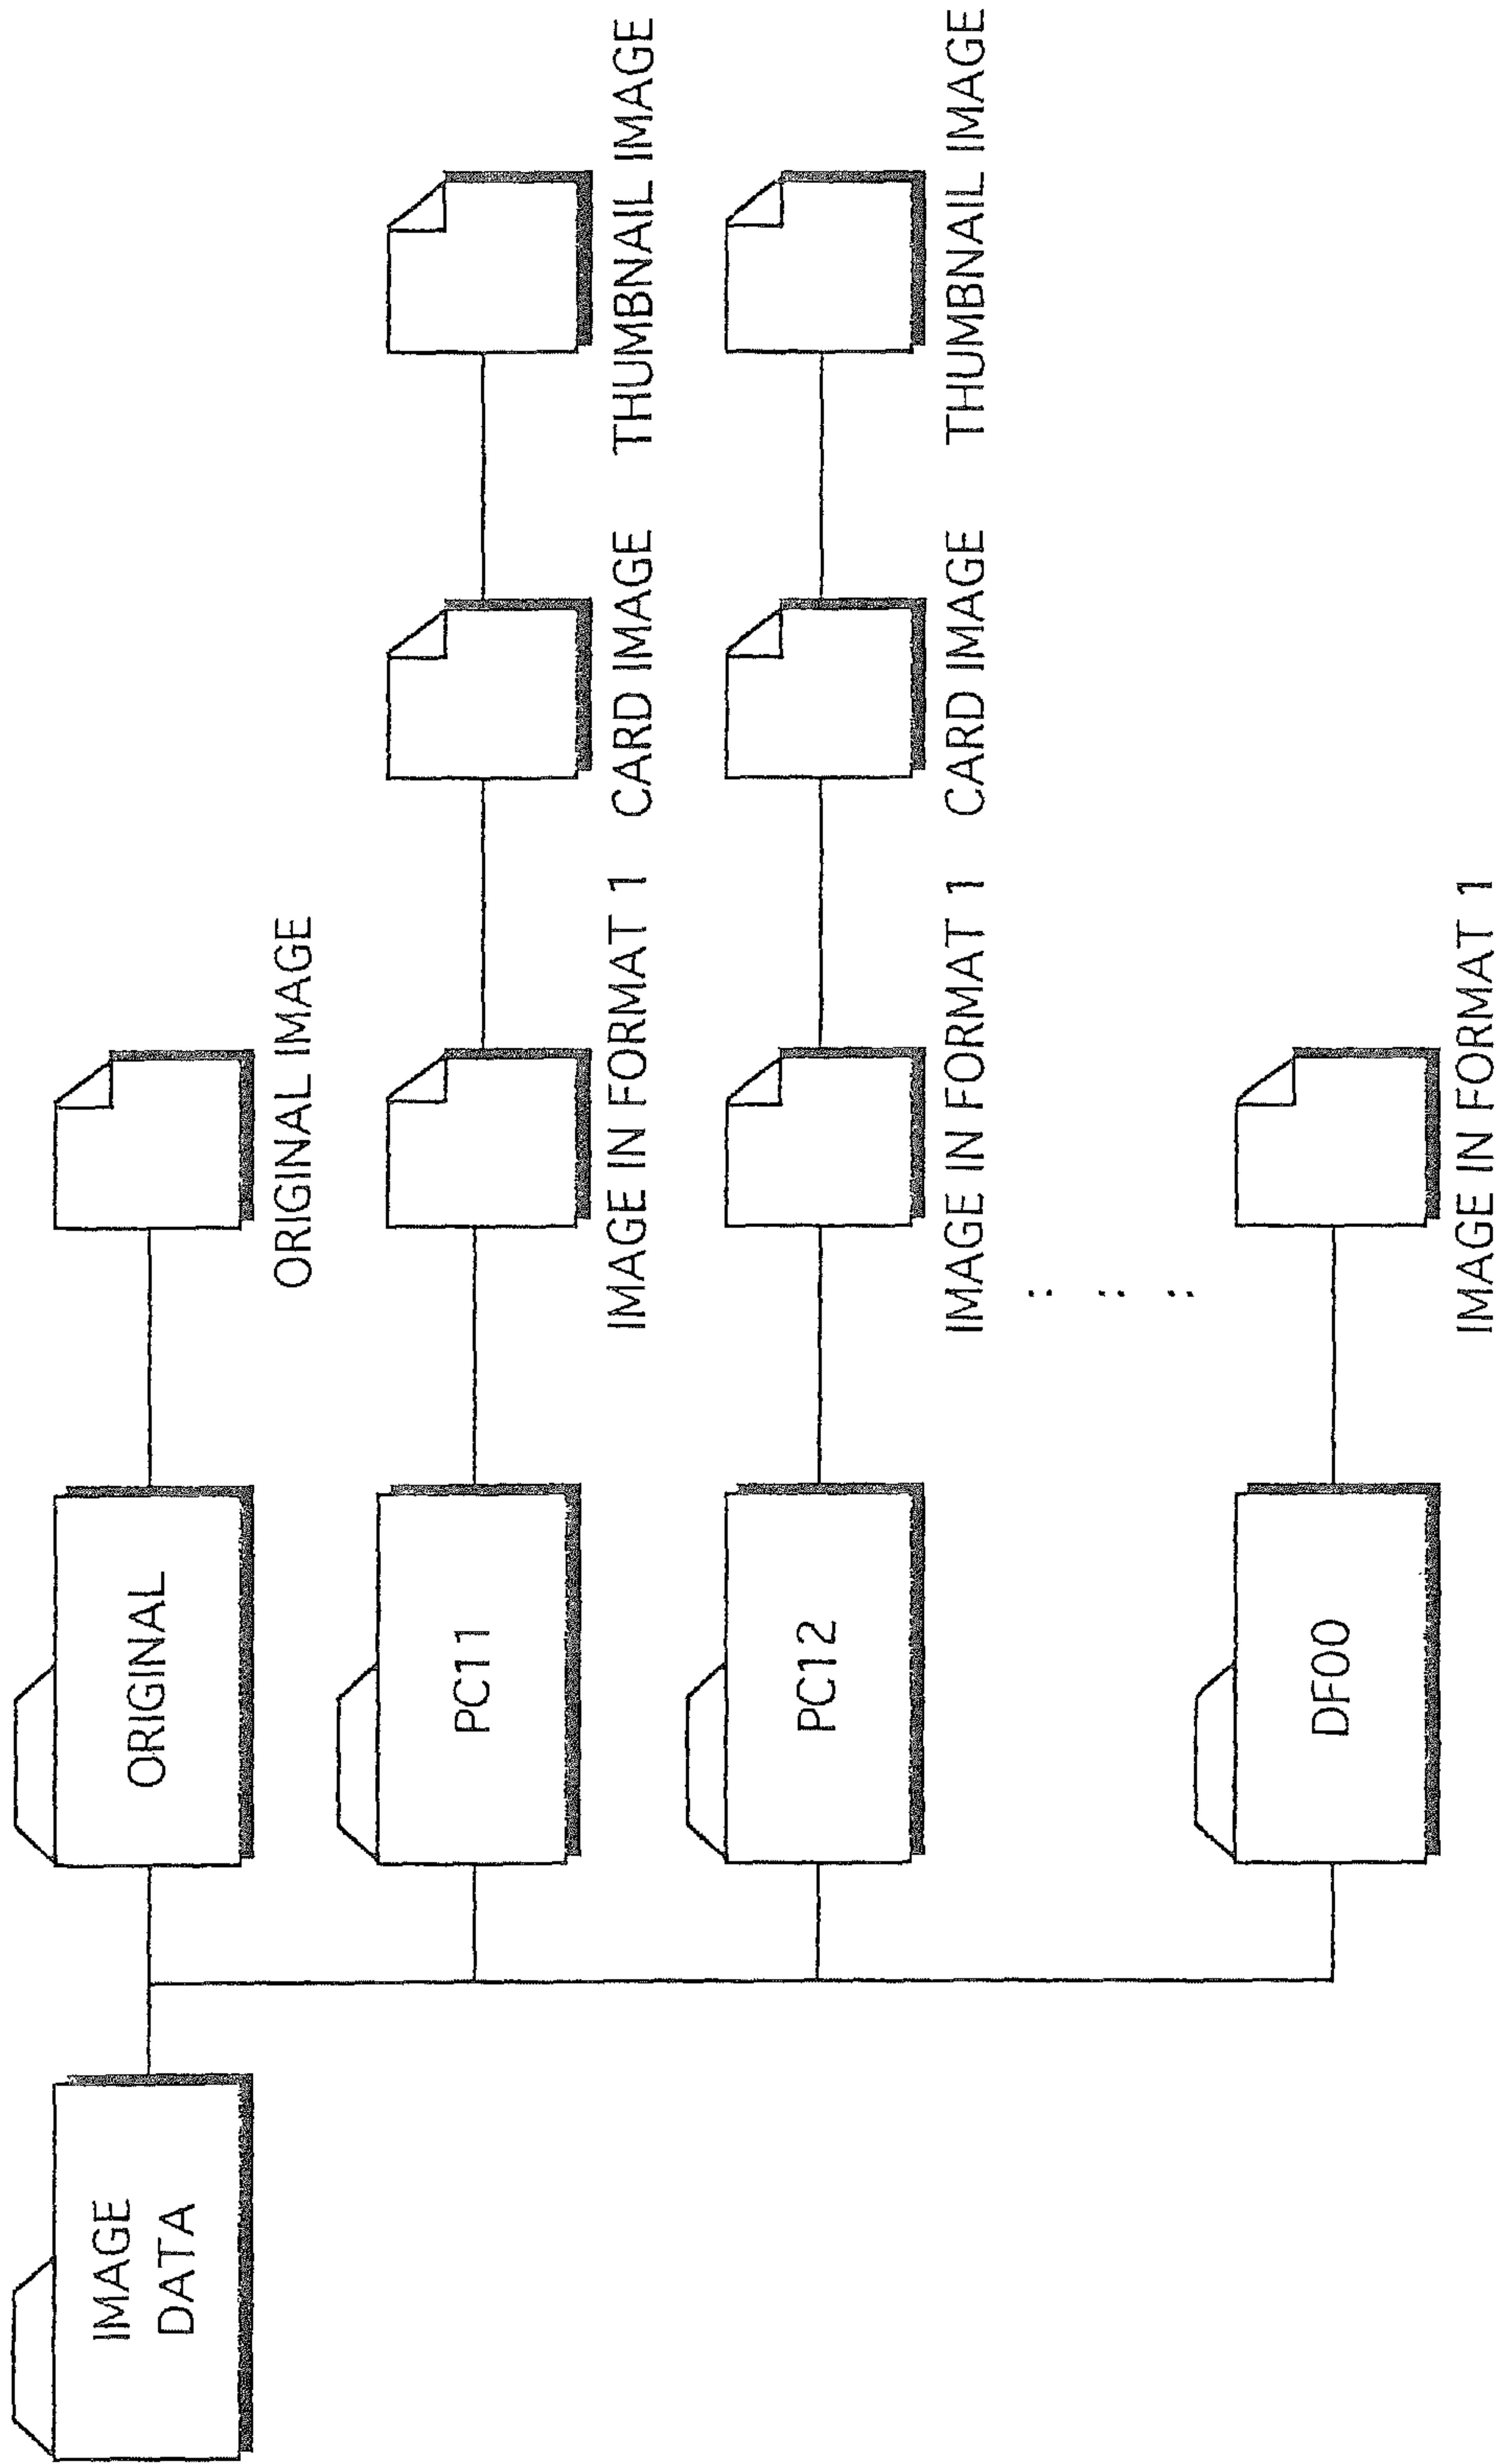 IMAGE
DATA
ORIGINAL
ORIGINAL IMAGE
PC11
IMAGE IN FORMAT 1
CARD IMAGE
THUMBNAIL IMAGE
PC12
IMAGE IN FORMAT 1
CARD IMAGE
THUMBNAIL IMAGE
DF00
IMAGE IN FORMAT 1